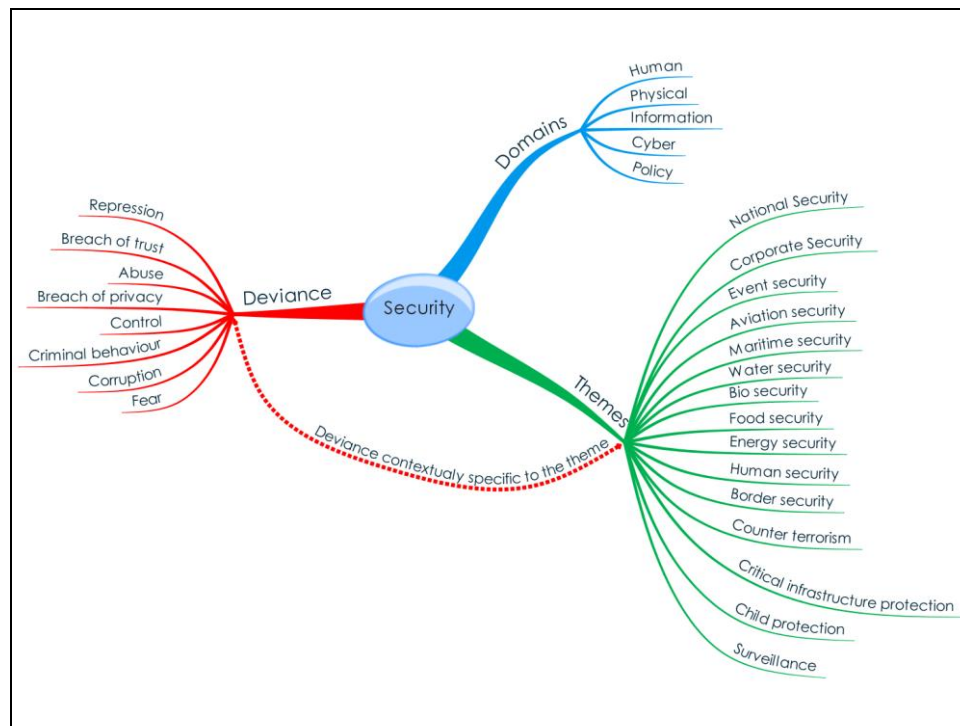 Security
Domains
Human
Physical
Information
Cyber
Policy
Deviance
Repression
Breach of trust
Abuse
Breach of privacy
Control
Criminal behaviour
Corruption
Fear
Deviance contextualy specific to the theme
Themes
National Security
Corporate Security
Event security
Aviation security
Maritime security
Water security
Bio security
Food security
Energy security
Human security
Border security
Counter terrorism
Critical infrastructure protection
Child protection
Surveillance